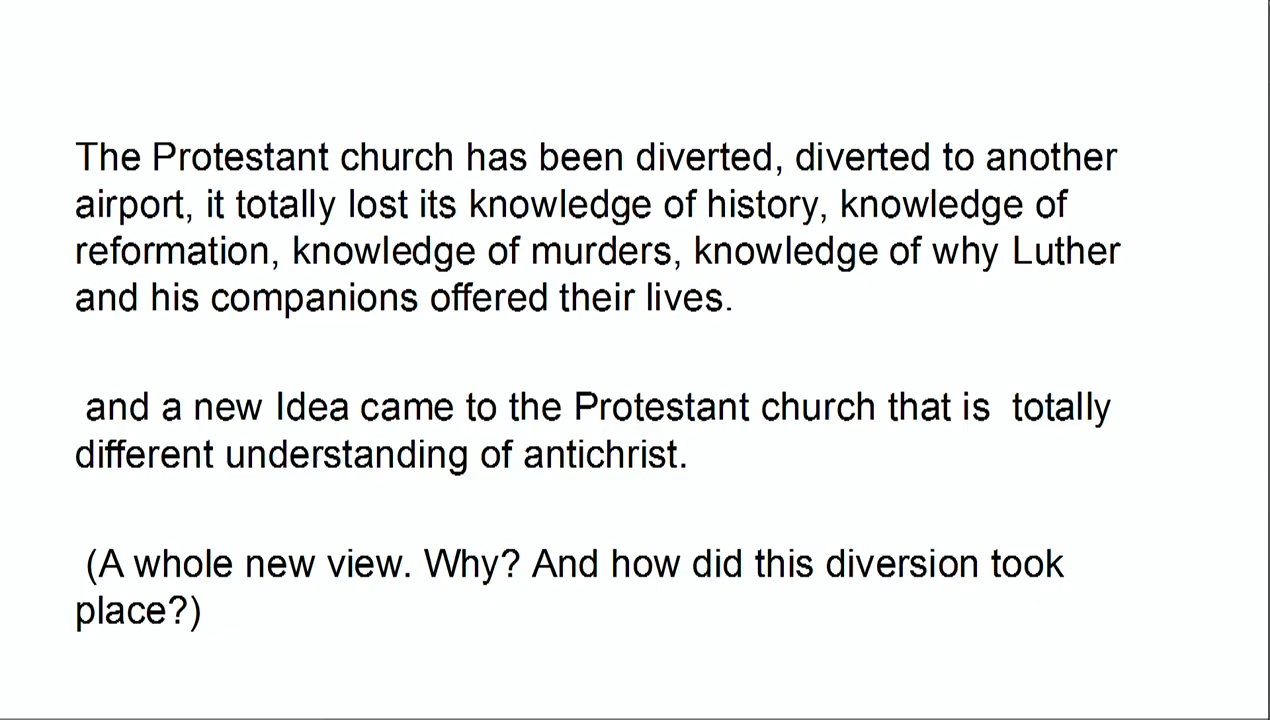 The Protestant church has been diverted, diverted to another
airport, it totally lost its knowledge of history, knowledge of
reformation, knowledge of murders, knowledge of why Luther
and his companions offered their lives.
and a new Idea came to the Protestant church that is  totally
different understanding of antichrist.
(A whole new view. Why? And how did this diversion took
place?)